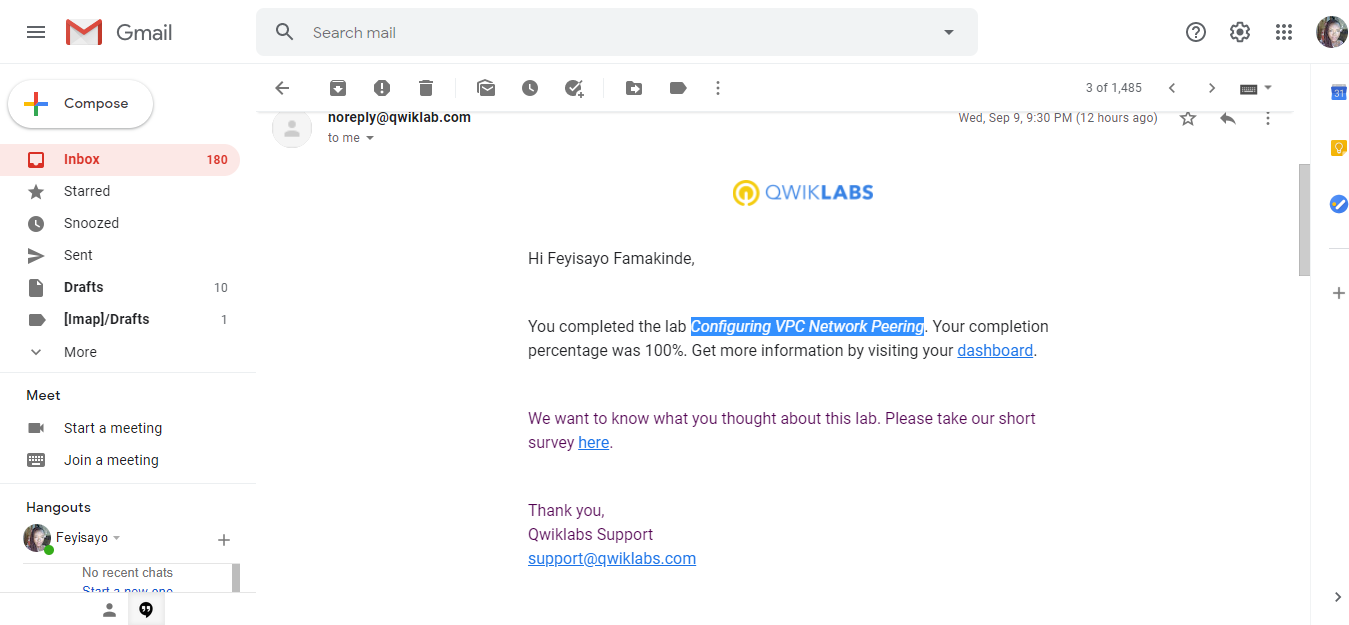 Gmail
Search mail
Compose
3 of 1,485
31
noreply@qwiklab.com
Wed, Sep 9, 9:30 PM (12 hours ago)
to me
Inbox 180
Starred
Snoozed
Sent
Drafts 10
[Imap]/Drafts 1
More
Meet
Start a meeting
Join a meeting
Hangouts
Feyisayo
No recent chats
Start a new one
QWIKLABS
Hi Feyisayo Famakinde,
You completed the lab Configuring VPC Network Peering. Your completion
percentage was 100%. Get more information by visiting your dashboard.
We want to know what you thought about this lab. Please take our short
survey here.
Thank you,
Qwiklabs Support
support@qwiklabs.com